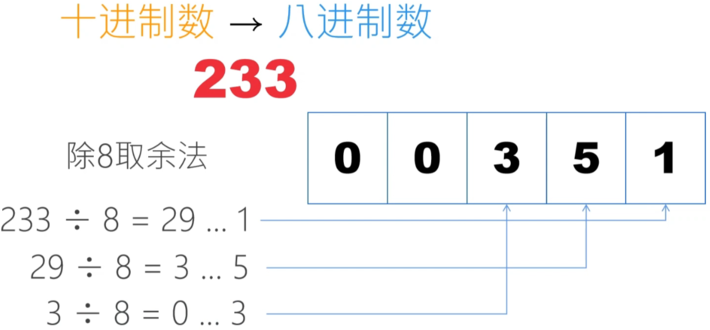 十进制数 → 八进制数
233
除8取余法
0 0 3 5 1
233 ÷ 8 = 29 ... 1
29 ÷ 8 = 3 ... 5
3 ÷ 8 = 0 ... 3